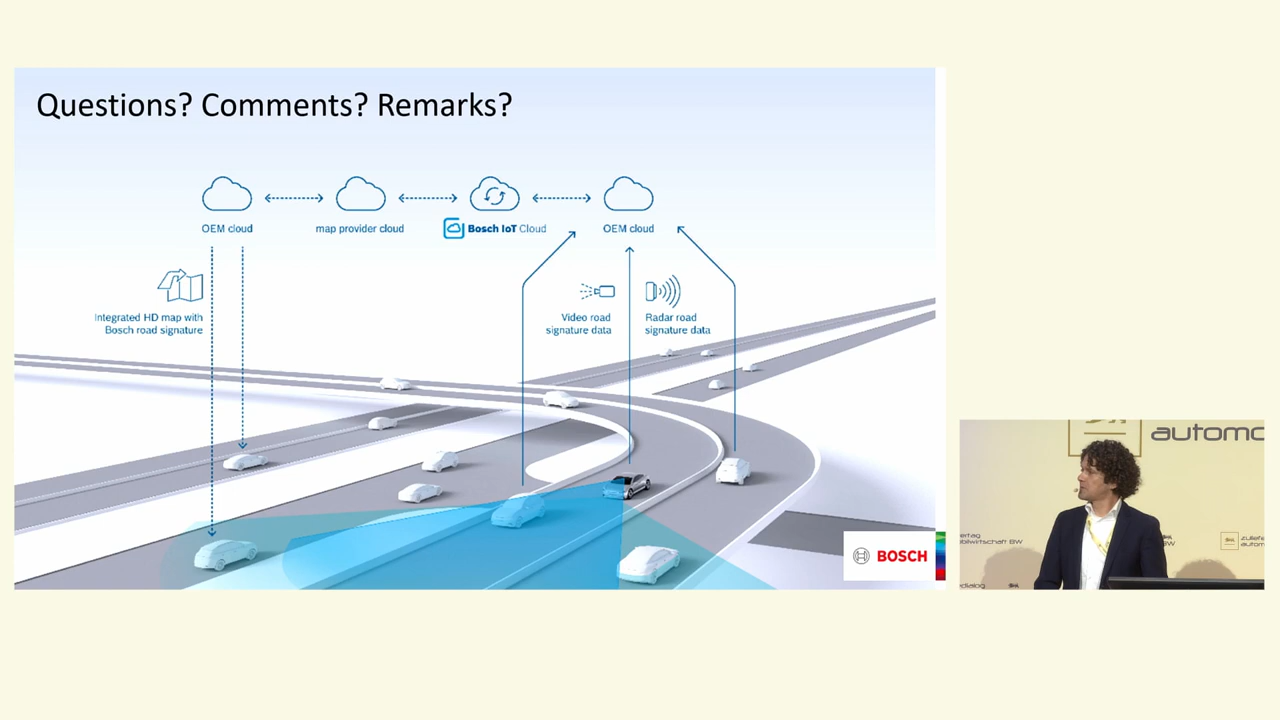 Questions? Comments? Remarks?
OEM cloud
map provider cloud
Bosch IoT Cloud
OEM cloud
Integrated HD map with
Bosch road signature
Video road
signature data
Radar road
signature data
BOSCH
automo
BW